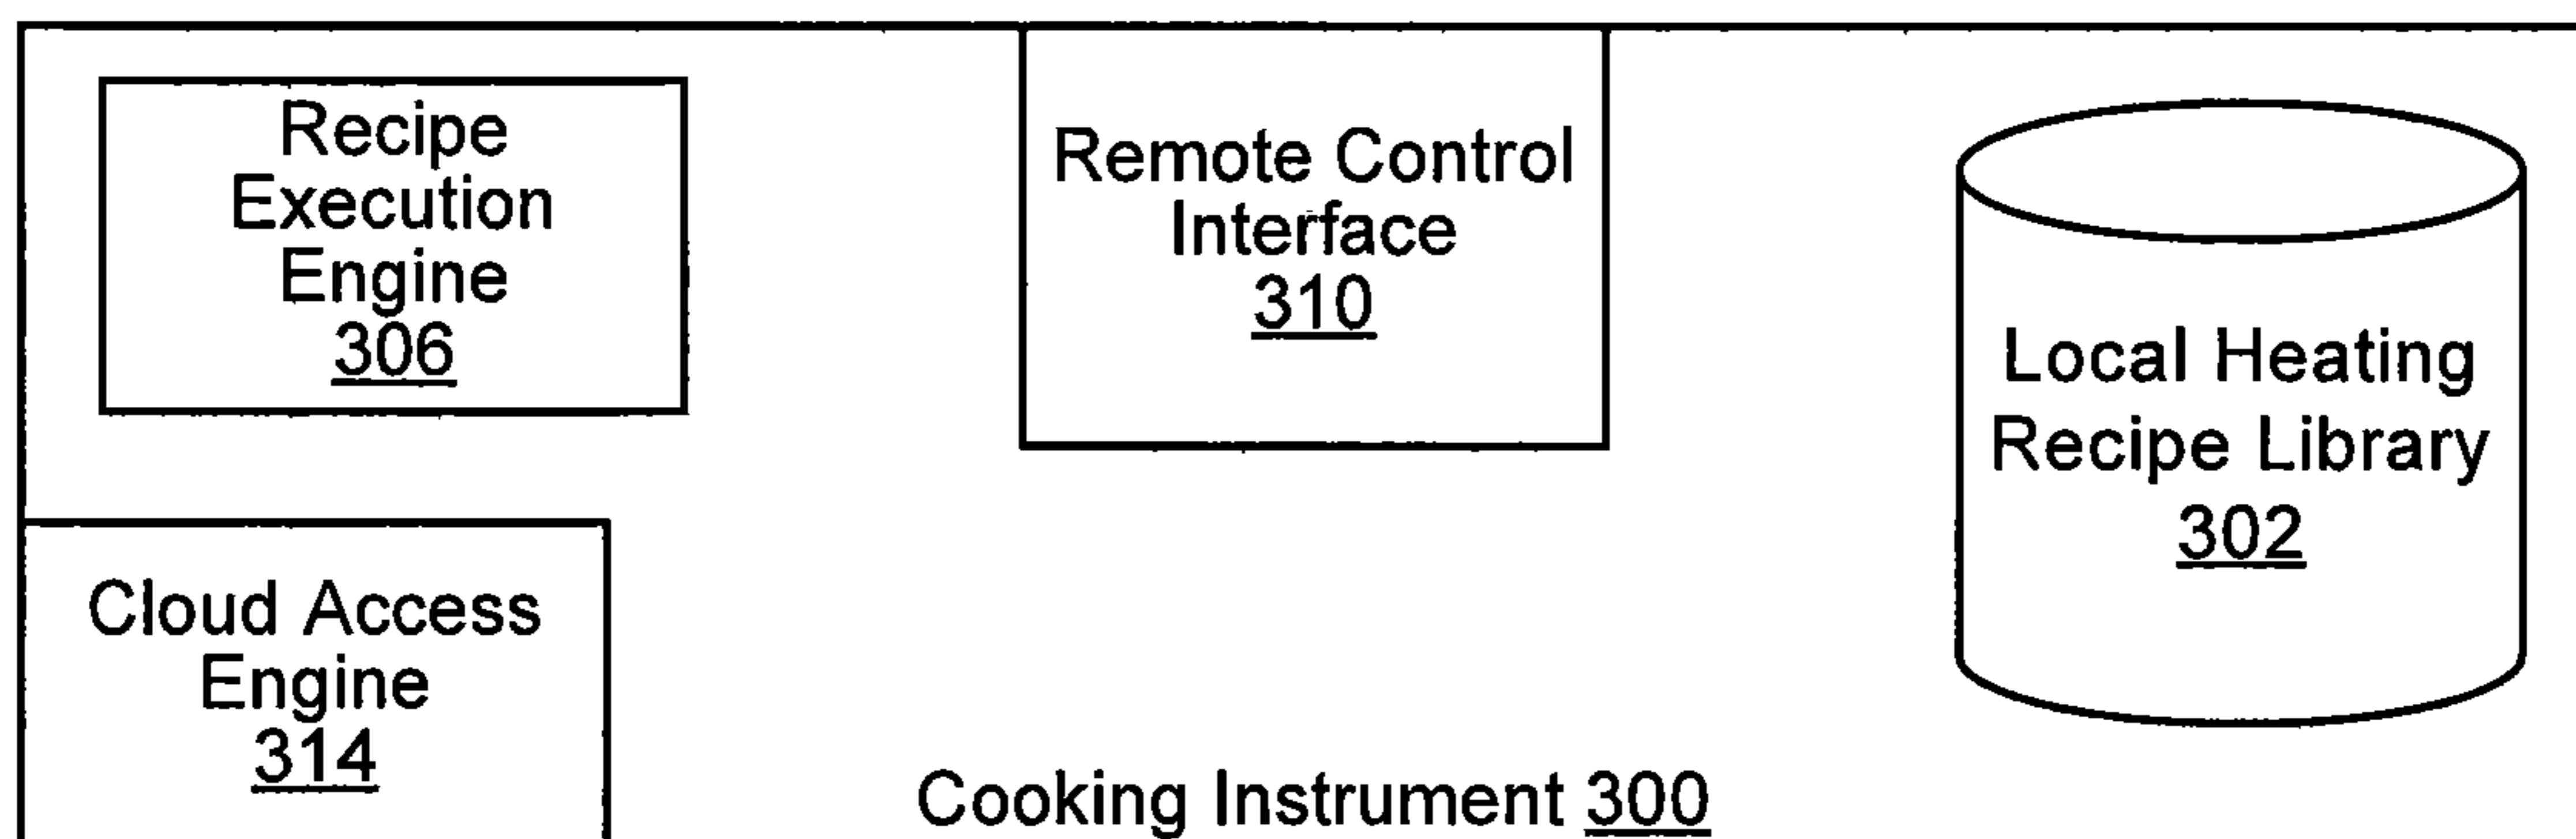 Recipe
Execution
Engine
306
Remote Control
Interface
310
Local Heating
Recipe Library
302
Cloud Access
Engine
314
Cooking Instrument 300